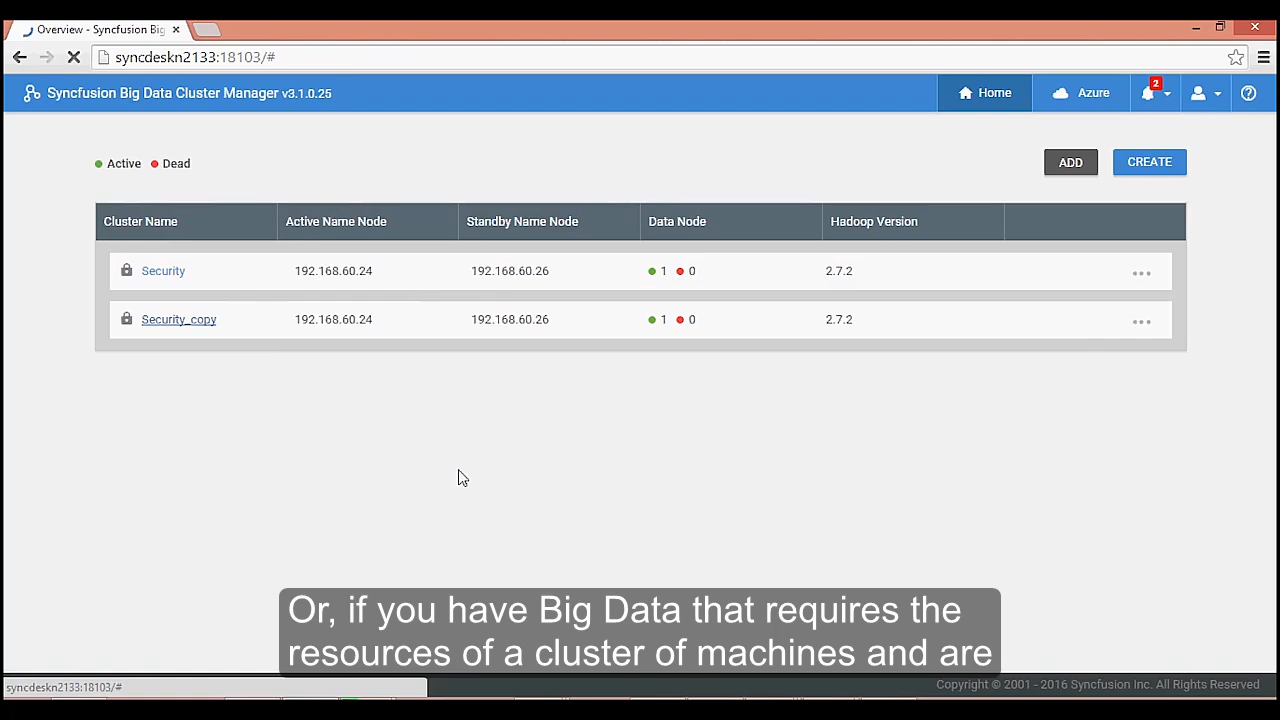 Overview - Syncfusion Big
syncdeskn2133:18103/#
Syncfusion Big Data Cluster Manager v3.1.0.25
Home
Azure
2
Active Dead
ADD
CREATE
Cluster Name Active Name Node Standby Name Node Data Node Hadoop Version
Security 192.168.60.24 192.168.60.26 1 0 2.7.2
Security_copy 192.168.60.24 192.168.60.26 1 0 2.7.2
Or, if you have Big Data that requires the
resources of a cluster of machines and are
syncdeskn2133:18103/#
Copyright © 2001 - 2016 Syncfusion Inc. All Rights Reserved